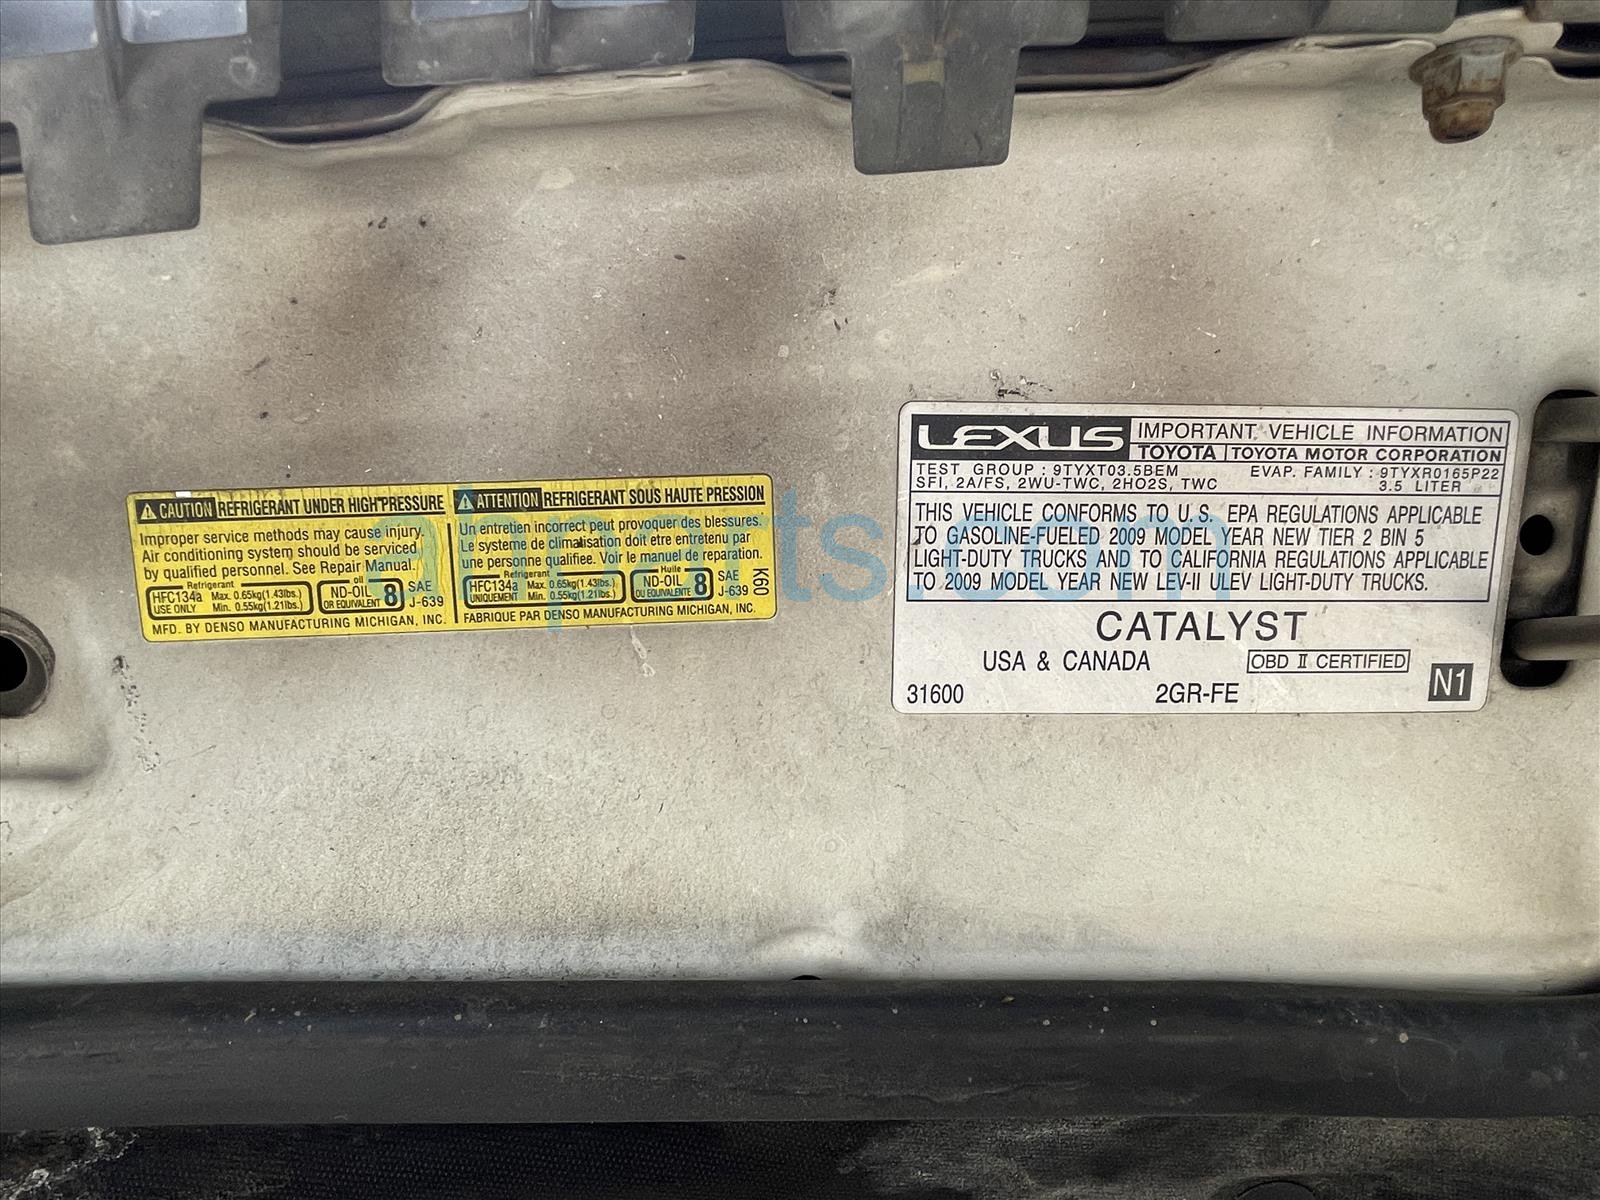 CAUTION REFRIGERANT UNDER HIGH PRESSURE
Improper service methods may cause injury.
Air conditioning system should be serviced
by qualified personnel. See Repair Manual.
Refrigerant
HFC134a Max. 0.65kg(1.43lbs.)
USE ONLY Min. 0.55kg(1.21lbs.)
oil
ND-OIL 8
OR EQUIVALENT
SAE
J-639
MFD. BY DENSO MANUFACTURING MICHIGAN, INC.
ATTENTION REFRIGERANT SOUS HAUTE PRESSION
Un entretien incorrect peut provoquer des blessures.
Le systeme de climatisation doit etre entretenu par
une personne qualifiee. Voir le manuel de reparation.
Refrigerant
HFC134a Max. 0.65kg(1.43lbs.)
UNIQUEMENT Min. 0.55kg(1.21lbs.)
Huile
ND-OIL 8
OU EQUIVALENTE
SAE
J-639
FABRIQUE PAR DENSO MANUFACTURING MICHIGAN, INC.
K60
LEXUS IMPORTANT VEHICLE INFORMATION
TOYOTA TOYOTA MOTOR CORPORATION
TEST GROUP : 9TYXT03.5BEM EVAP. FAMILY : 9TYXR0165P22
SFI, 2A/FS, 2WU-TWC, 2HO2S, TWC 3.5 LITER
THIS VEHICLE CONFORMS TO U.S. EPA REGULATIONS APPLICABLE
TO GASOLINE-FUELED 2009 MODEL YEAR NEW TIER 2 BIN 5
LIGHT-DUTY TRUCKS AND TO CALIFORNIA REGULATIONS APPLICABLE
TO 2009 MODEL YEAR NEW LEV-II ULEV LIGHT-DUTY TRUCKS.
CATALYST
USA & CANADA OBD II CERTIFIED
31600 2GR-FE N1